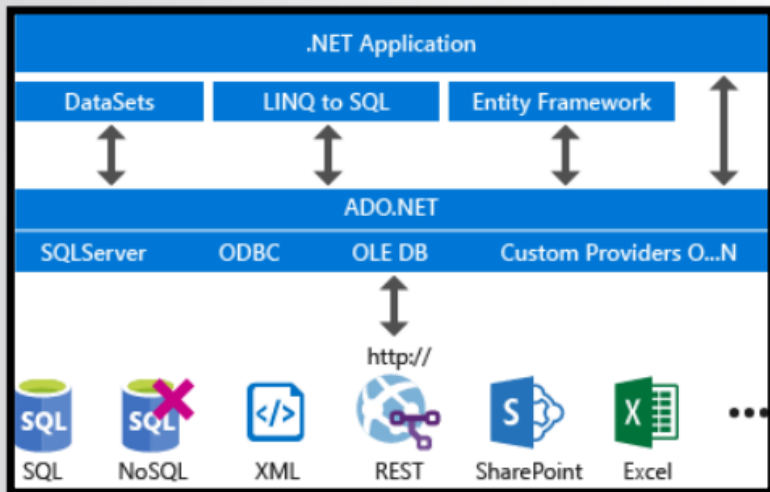 .NET Application
DataSets LINQ to SQL Entity Framework
ADO.NET
SQLServer ODBC OLE DB Custom Providers O...N
http://
SQL SQL </> S X
SQL NoSQL XML REST SharePoint Excel